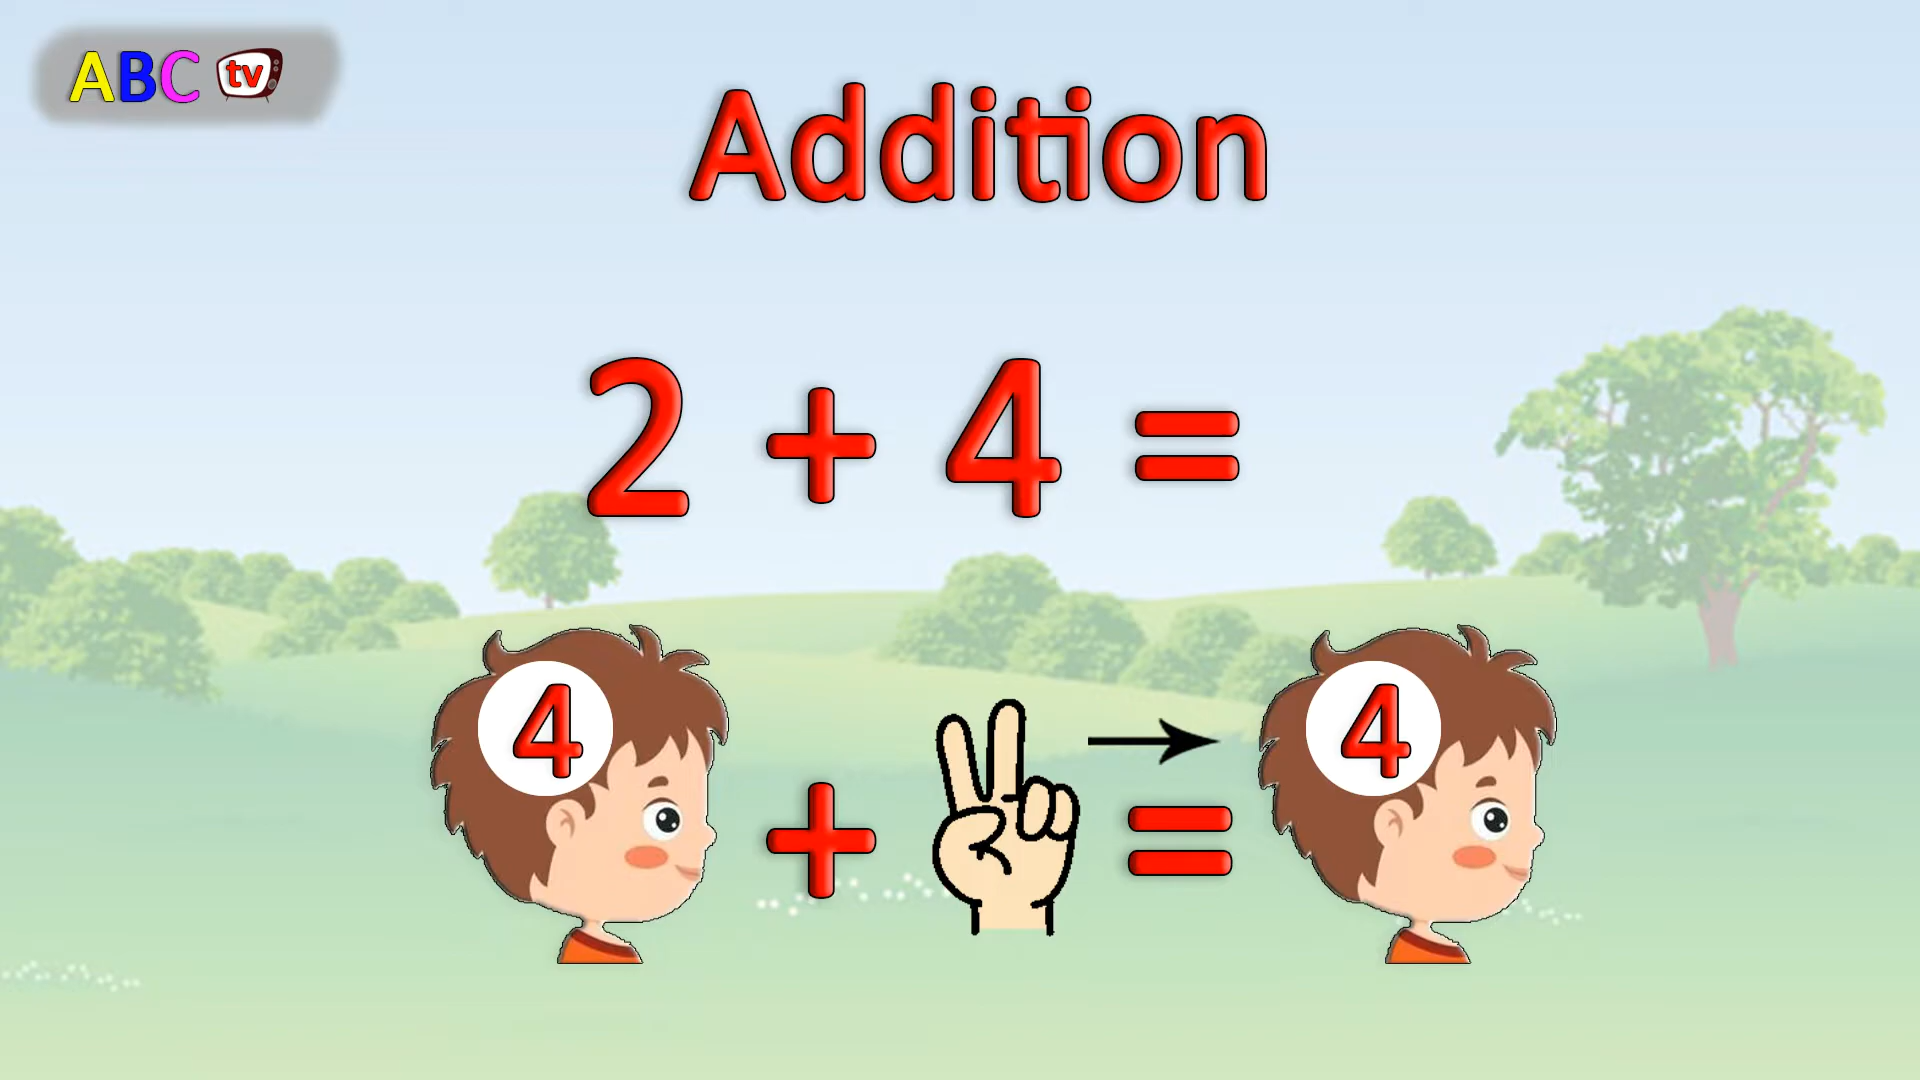 ABC tv
Addition
2 + 4 =
4 + = 4